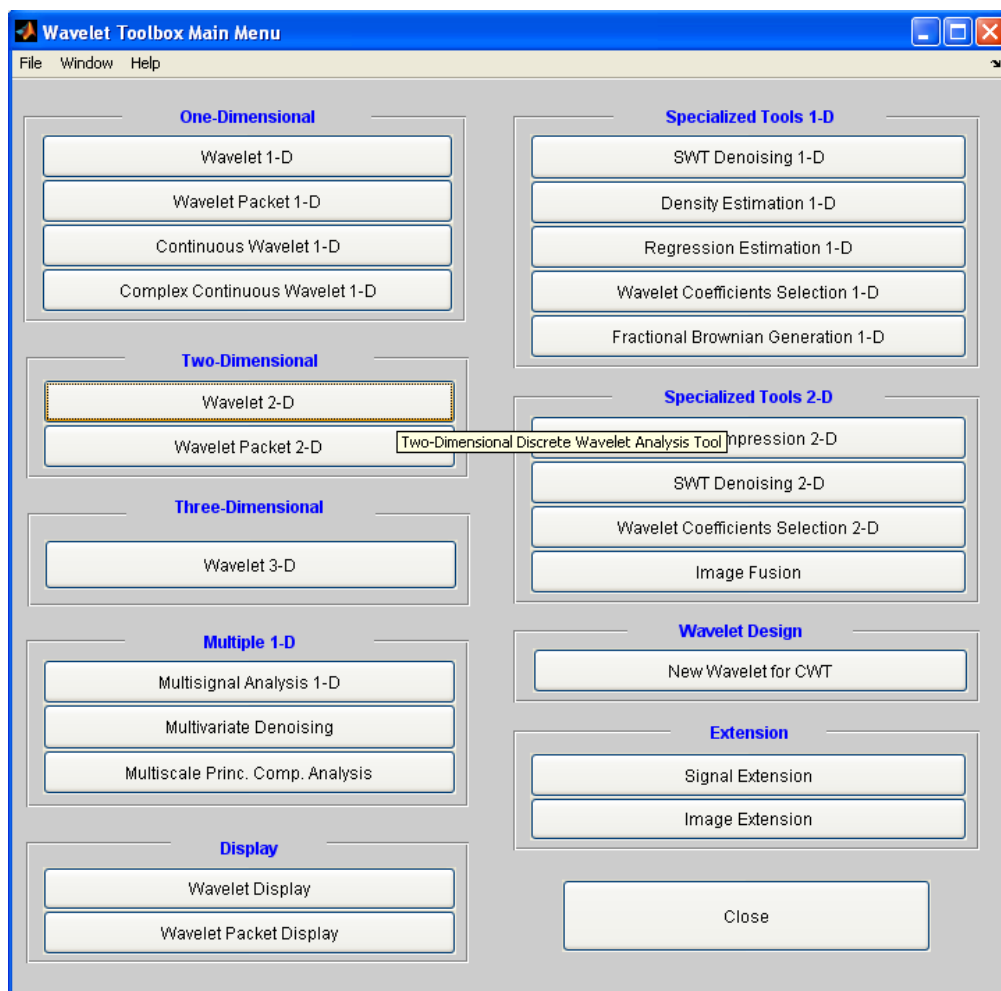 Wavelet Toolbox Main Menu
File Window Help
One-Dimensional
Wavelet 1-D
Wavelet Packet 1-D
Continuous Wavelet 1-D
Complex Continuous Wavelet 1-D
Two-Dimensional
Wavelet 2-D
Wavelet Packet 2-D
Two-Dimensional Discrete Wavelet Analysis Tool
Three-Dimensional
Wavelet 3-D
Multiple 1-D
Multisignal Analysis 1-D
Multivariate Denoising
Multiscale Princ. Comp. Analysis
Display
Wavelet Display
Wavelet Packet Display
Specialized Tools 1-D
SWT Denoising 1-D
Density Estimation 1-D
Regression Estimation 1-D
Wavelet Coefficients Selection 1-D
Fractional Brownian Generation 1-D
Specialized Tools 2-D
2-D
SWT Denoising 2-D
Wavelet Coefficients Selection 2-D
Image Fusion
Wavelet Design
New Wavelet for CWT
Extension
Signal Extension
Image Extension
Close